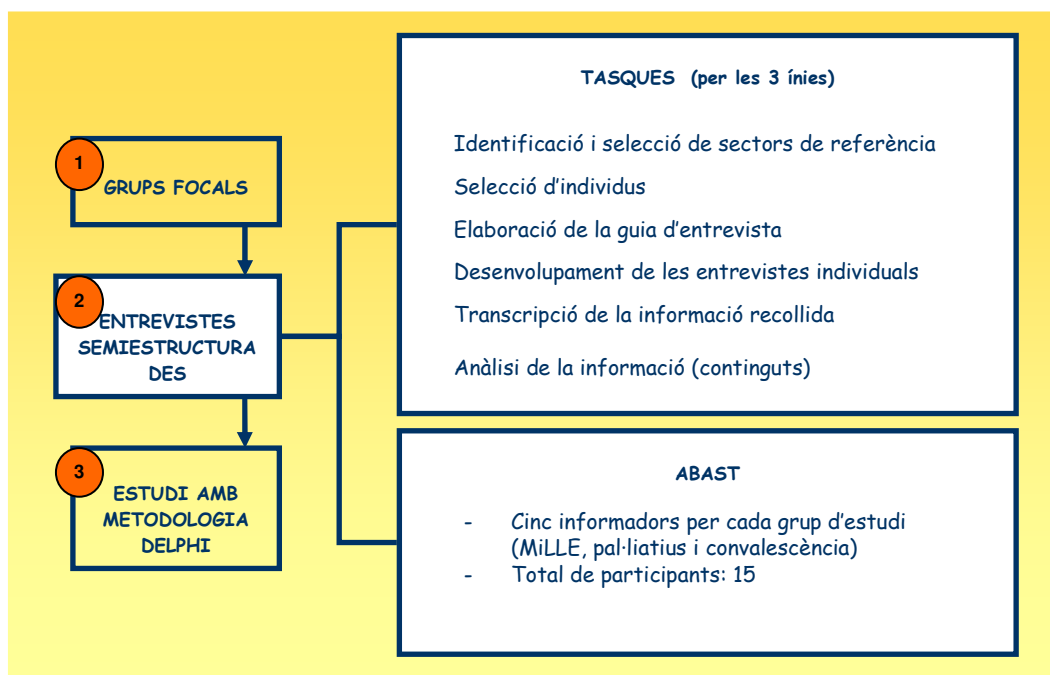 1
GRUPS FOCALS
2
ENTREVISTES
SEMIESTRUCTURA
DES
3
ESTUDI AMB
METODOLOGIA
DELPHI
TASQUES (per les 3 ínies)
Identificació i selecció de sectors de referència
Selecció d'individus
Elaboració de la guia d'entrevista
Desenvolupament de les entrevistes individuals
Transcripció de la informació recollida
Anàlisi de la informació (continguts)
ABAST
- Cinc informadors per cada grup d'estudi
(MiLLE, pal·liatius i convalescència)
- Total de participants: 15